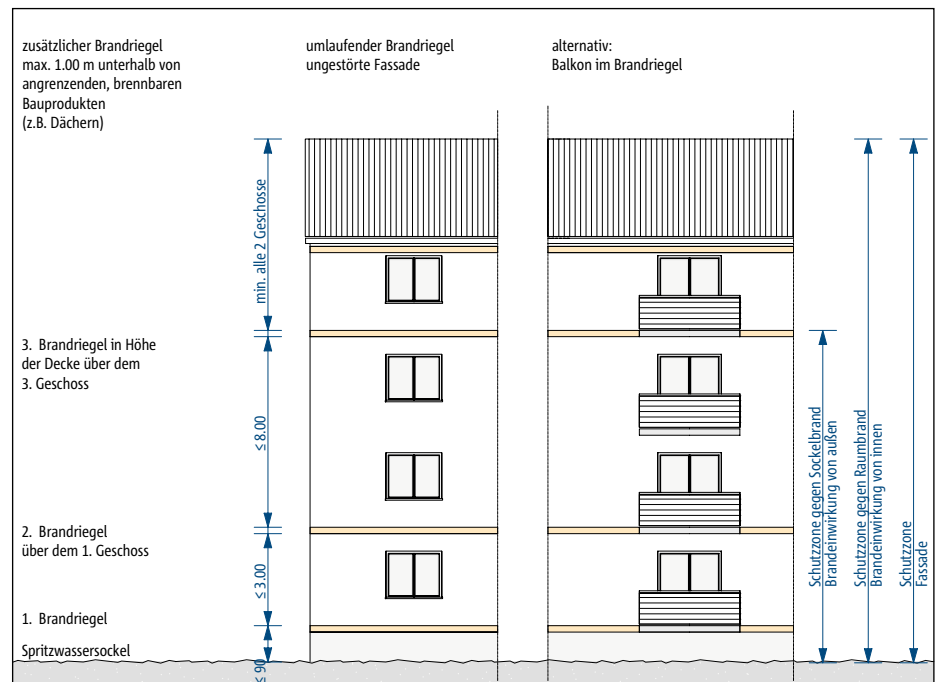 zusätzlicher Brandriegel
max. 1.00 m unterhalb von
angrenzenden, brennbaren
Bauprodukten
(z.B. Dächern)
umlaufender Brandriegel
ungestörte Fassade
alternativ:
Balkon im Brandriegel
min. alle 2 Geschosse
3. Brandriegel in Höhe
der Decke über dem
3. Geschoss
≤ 8.00
2. Brandriegel
über dem 1. Geschoss
≤ 3.00
1. Brandriegel
Spritzwassersockel
≤ 90
Schutzzone gegen Sockelbrand
Brandeinwirkung von außen
Schutzzone gegen Raumbrand
Brandeinwirkung von innen
Schutzzone
Fassade